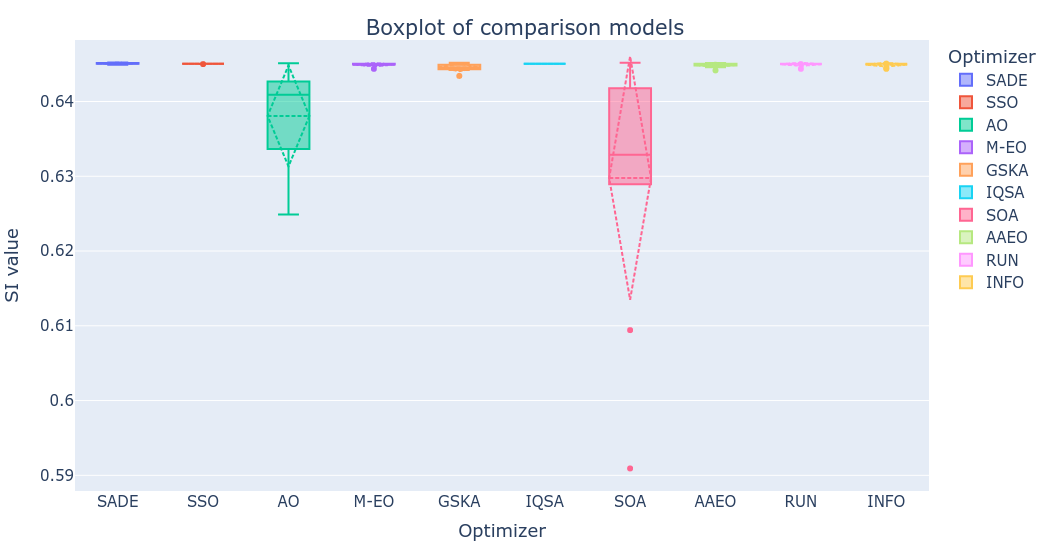 Boxplot of comparison models
SI value
0.64
0.63
0.62
0.61
0.6
0.59
SADE
SSO
AO
M-EO
GSKA
IQSA
SOA
AAEO
RUN
INFO
Optimizer
Optimizer
SADE
SSO
AO
M-EO
GSKA
IQSA
SOA
AAEO
RUN
INFO